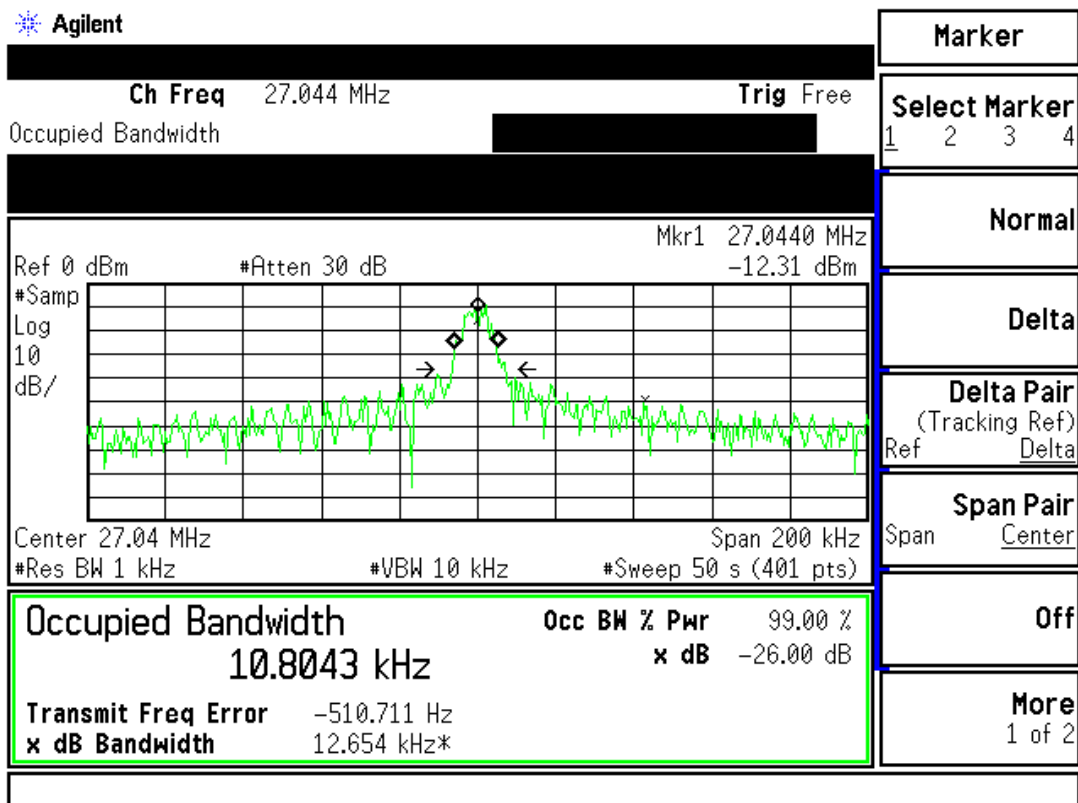 Agilent
Ch Freq 27.044 MHz Trig Free
Occupied Bandwidth
Mkr1 27.0440 MHz
Ref 0 dBm #Atten 30 dB -12.31 dBm
#Samp
Log
10
dB/
1
Center 27.04 MHz Span 200 kHz
#Res BW 1 kHz #VBW 10 kHz #Sweep 50 s (401 pts)
Occupied Bandwidth
10.8043 kHz
Occ BW % Pwr 99.00 %
x dB -26.00 dB
Transmit Freq Error -510.711 Hz
x dB Bandwidth 12.654 kHz*
Marker
Select Marker
1 2 3 4
Normal
Delta
Delta Pair
(Tracking Ref)
Ref Delta
Span Pair
Span Center
Off
More
1 of 2